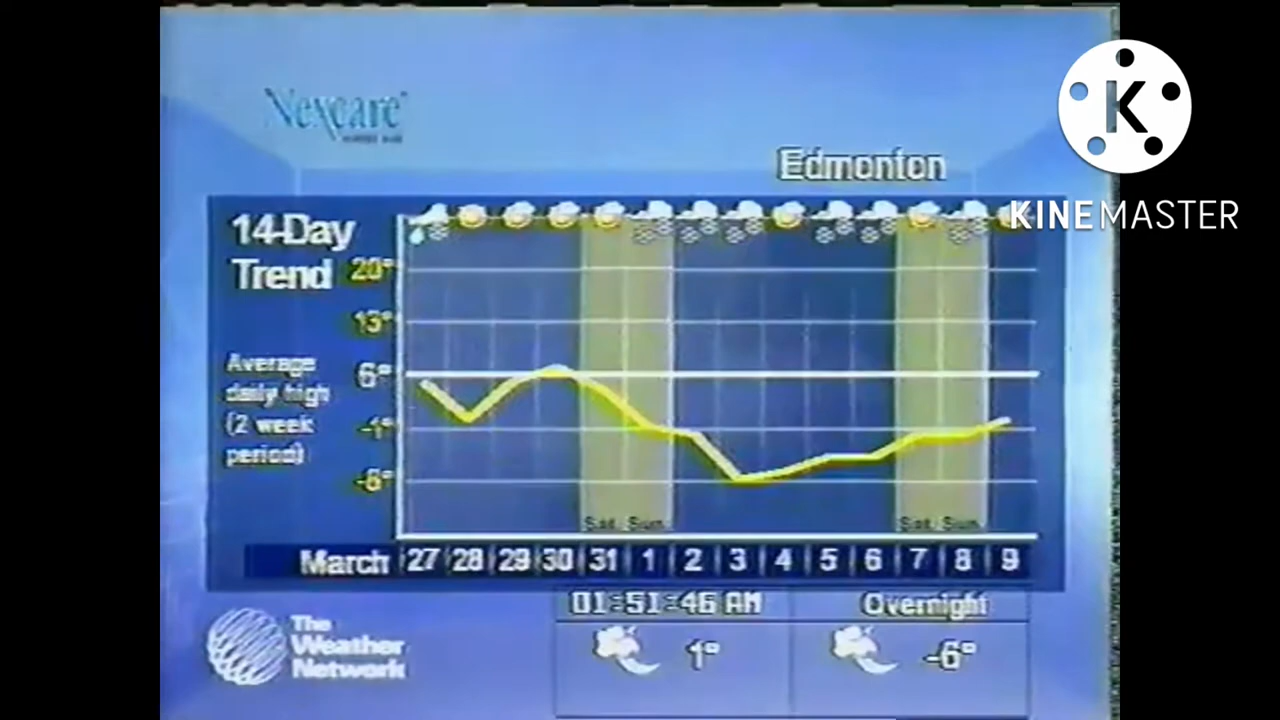 Nexcare
Edmonton
KINEMASTER
14-Day
Trend
20°
13°
6°
-1°
Average
daily high
(2 week
period)
Sat Sun
Sat Sun
March 27 28 29 30 31 1 2 3 4 5 6 7 8 9
01:51:46 AM
Overnight
1°
-6°
The
Weather
Network